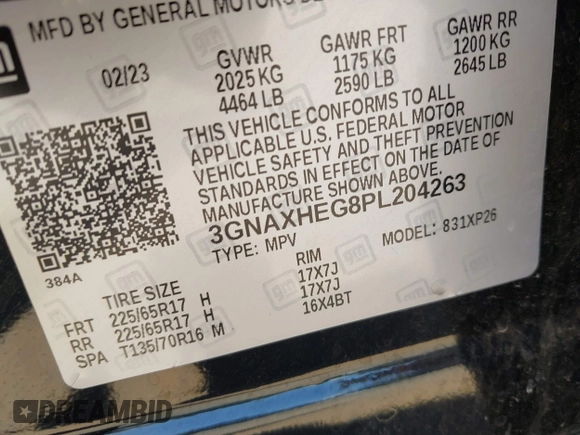 MFD BY GENERAL MOTORS DE
gm
02/23
GVWR
2025 KG
4464 LB
GAWR FRT
1175 KG
2590 LB
GAWR RR
1200 KG
2645 LB
THIS VEHICLE CONFORMS TO ALL
APPLICABLE U.S. FEDERAL MOTOR
VEHICLE SAFETY AND THEFT PREVENTION
STANDARDS IN EFFECT ON THE DATE OF
MANUFACTURE SHOWN ABOVE.
3GNAXHEG8PL204263
TYPE: MPV
MODEL: 831XP26
384A
TIRE SIZE
RIM
FRT 225/65R17 H 17X7J
RR 225/65R17 H 17X7J
SPA T135/70R16 M 16X4BT
DREAMBID